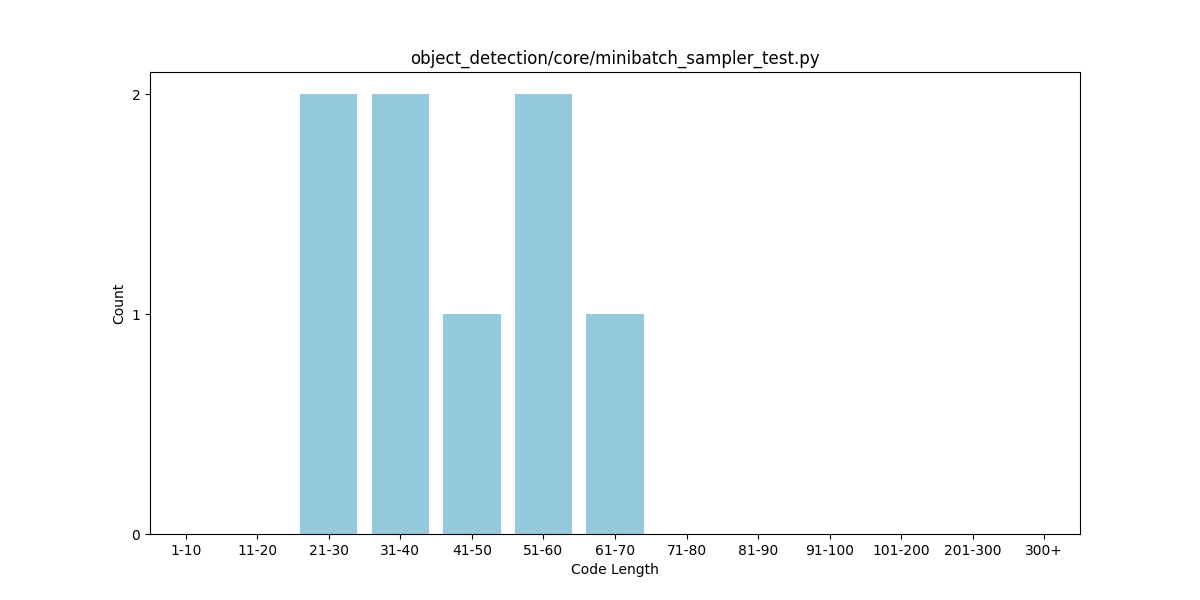 object_detection/core/minibatch_sampler_test.py
2
1
0
Count
1-10 11-20 21-30 31-40 41-50 51-60 61-70 71-80 81-90 91-100 101-200 201-300 300+
Code Length